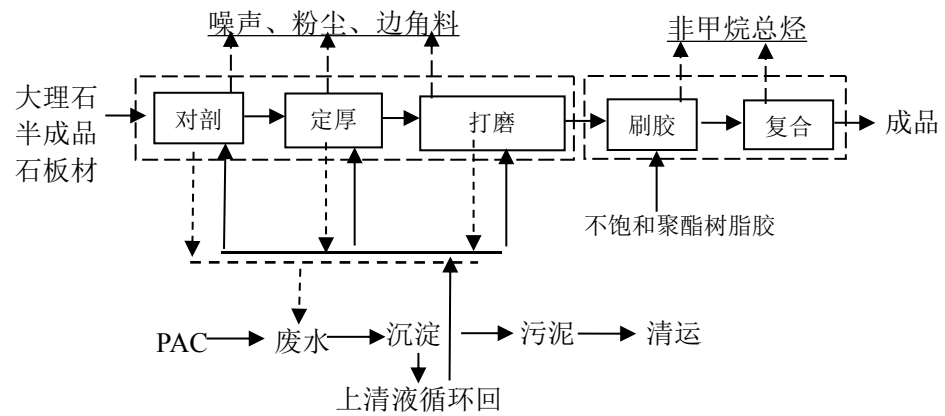 噪声、粉尘、边角料
非甲烷总烃
大理石
半成品
石板材
对剖
定厚
打磨
刷胶
复合
成品
不饱和聚酯树脂胶
PAC
废水
沉淀
污泥
清运
上清液循环回